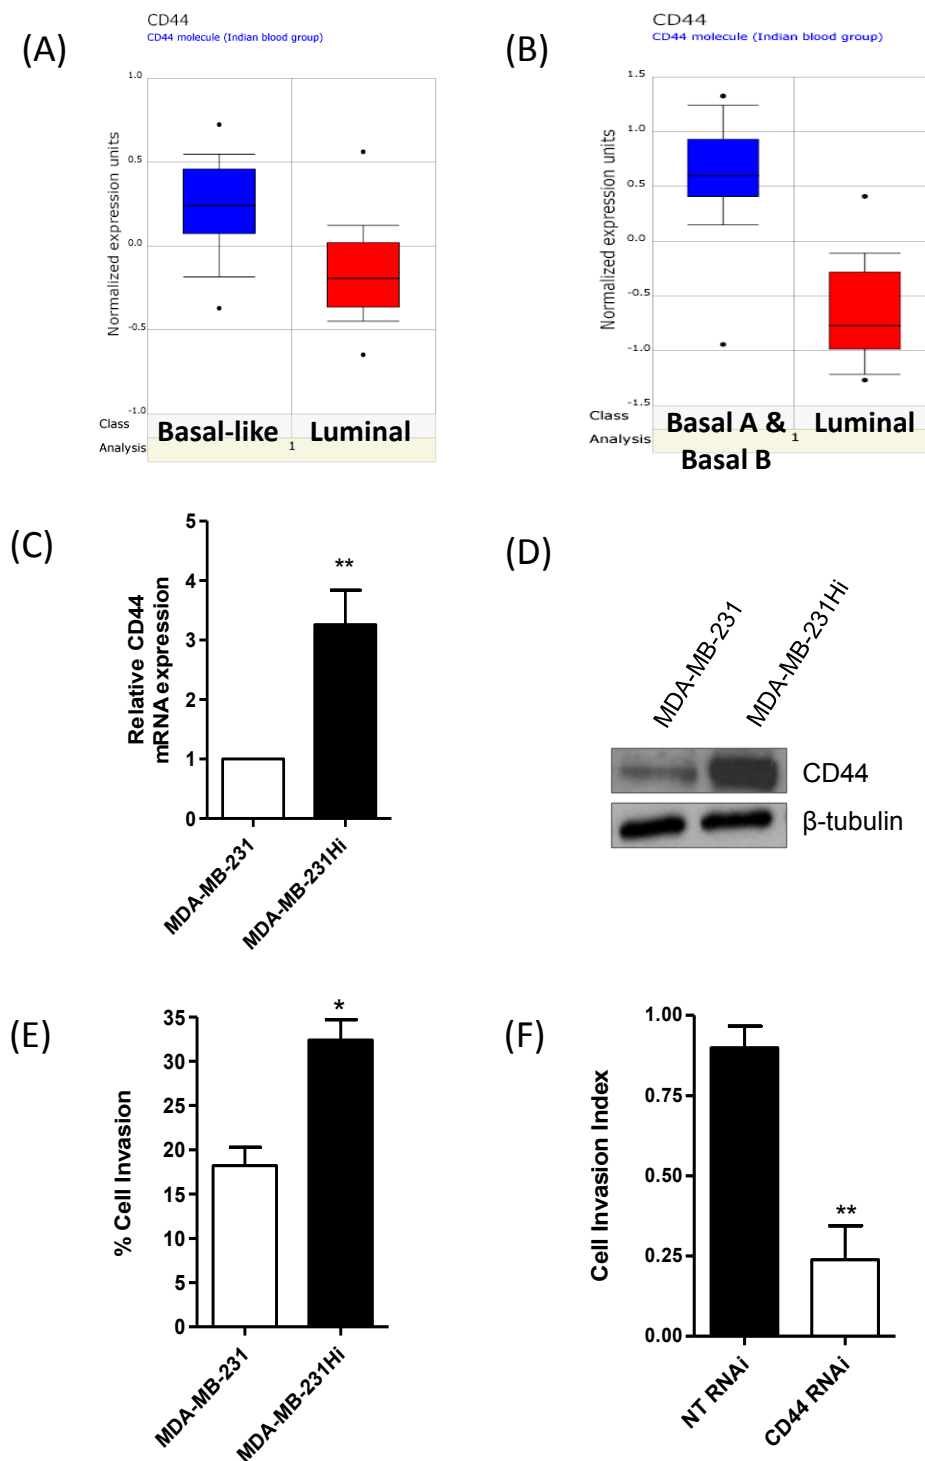 (A)
CD44
CD44 molecule (Indian blood group)
Normalized expression units
1.0
0.5
0.0
-0.5
-1.0
Class
Basal-like
Luminal
Analysis
1
(B)
CD44
CD44 molecule (Indian blood group)
Normalized expression units
1.5
1.0
0.5
0.0
-0.5
-1.0
-1.5
Class
Basal A &
Basal B
Luminal
Analysis
1
(C)
Relative CD44
mRNA expression
5
4
3
2
1
0
**
MDA-MB-231
MDA-MB-231Hi
(D)
MDA-MB-231
MDA-MB-231Hi
CD44
β-tubulin
(E)
% Cell Invasion
35
30
25
20
15
10
5
0
*
MDA-MB-231
MDA-MB-231Hi
(F)
Cell Invasion Index
1.00
0.75
0.50
0.25
0.00
**
NT RNAi
CD44 RNAi